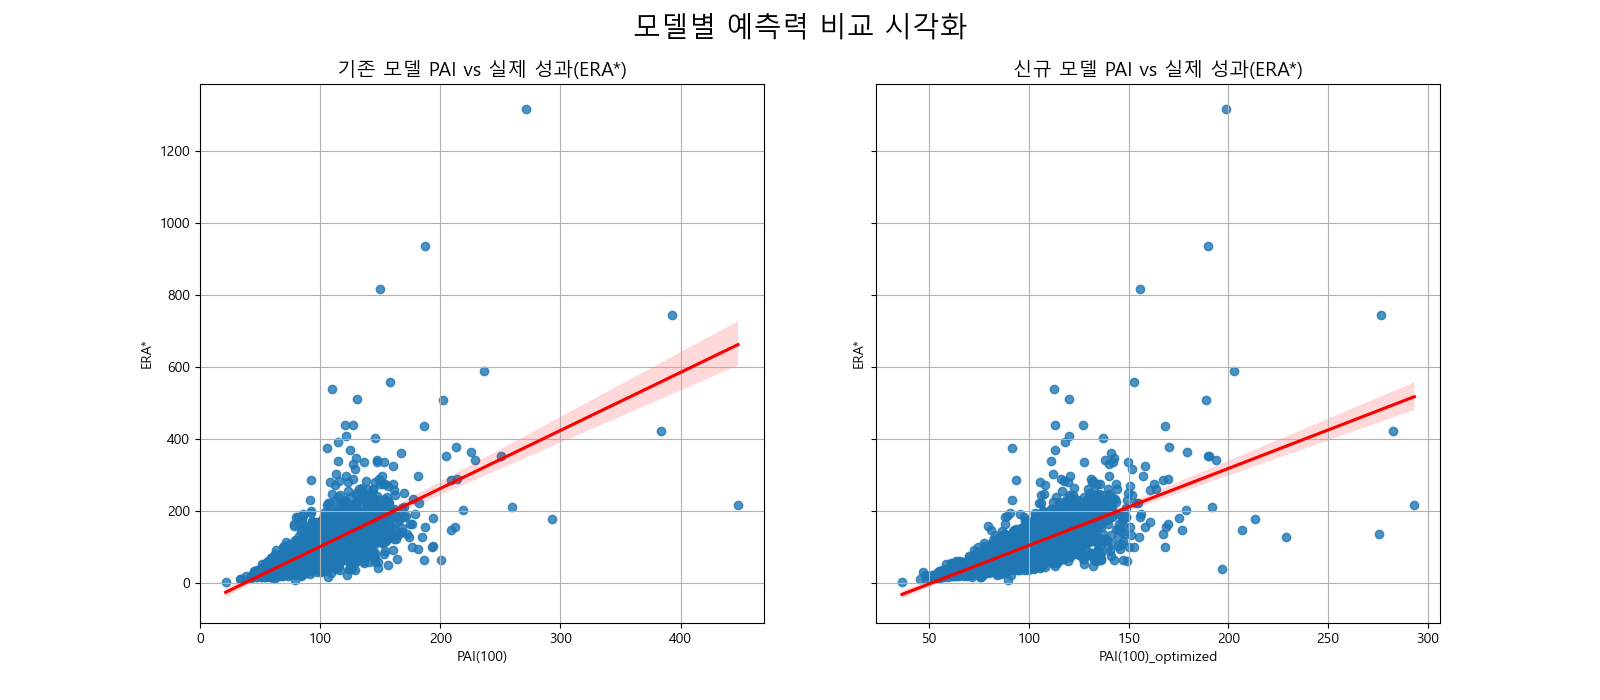 모델별 예측력 비교 시각화
기존 모델 PAI vs 실제 성과(ERA*)
1200
1000
800
600
400
200
0
ERA*
0 100 200 300 400
PAI(100)
신규 모델 PAI vs 실제 성과(ERA*)
ERA*
50 100 150 200 250 300
PAI(100)_optimized